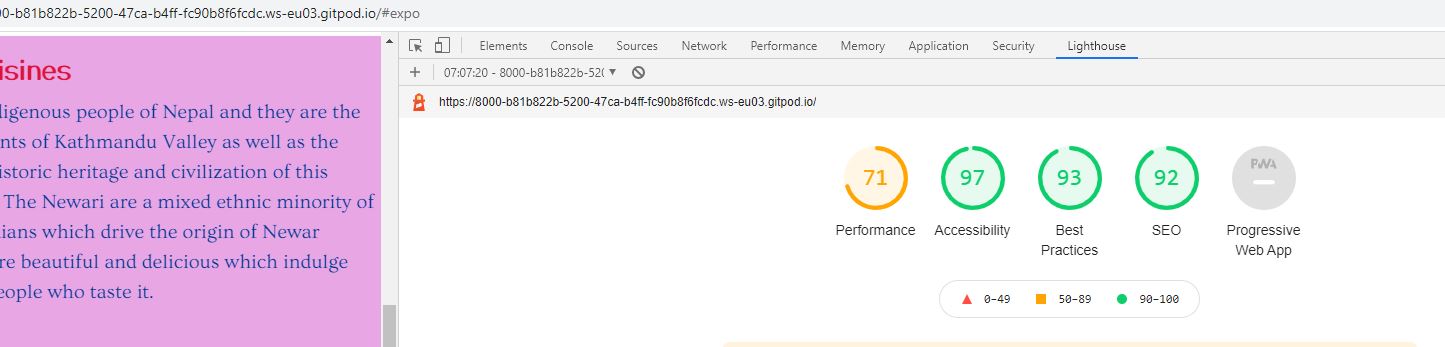 00-b81b822b-5200-47ca-b4ff-fc90b8f6fcdc.ws-eu03.gitpod.io/#expo
isines
digenous people of Nepal and they are the
nts of Kathmandu Valley as well as the
istoric heritage and civilization of this
The Newari are a mixed ethnic minority of
ians which drive the origin of Newar
re beautiful and delicious which indulge
eople who taste it.
Elements Console Sources Network Performance Memory Application Security Lighthouse
+ 07:07:20 - 8000-b81b822b-520
https://8000-b81b822b-5200-47ca-b4ff-fc90b8f6fcdc.ws-eu03.gitpod.io/
71 97 93 92 PWA
Performance Accessibility Best Practices SEO Progressive Web App
0–49 50–89 90–100